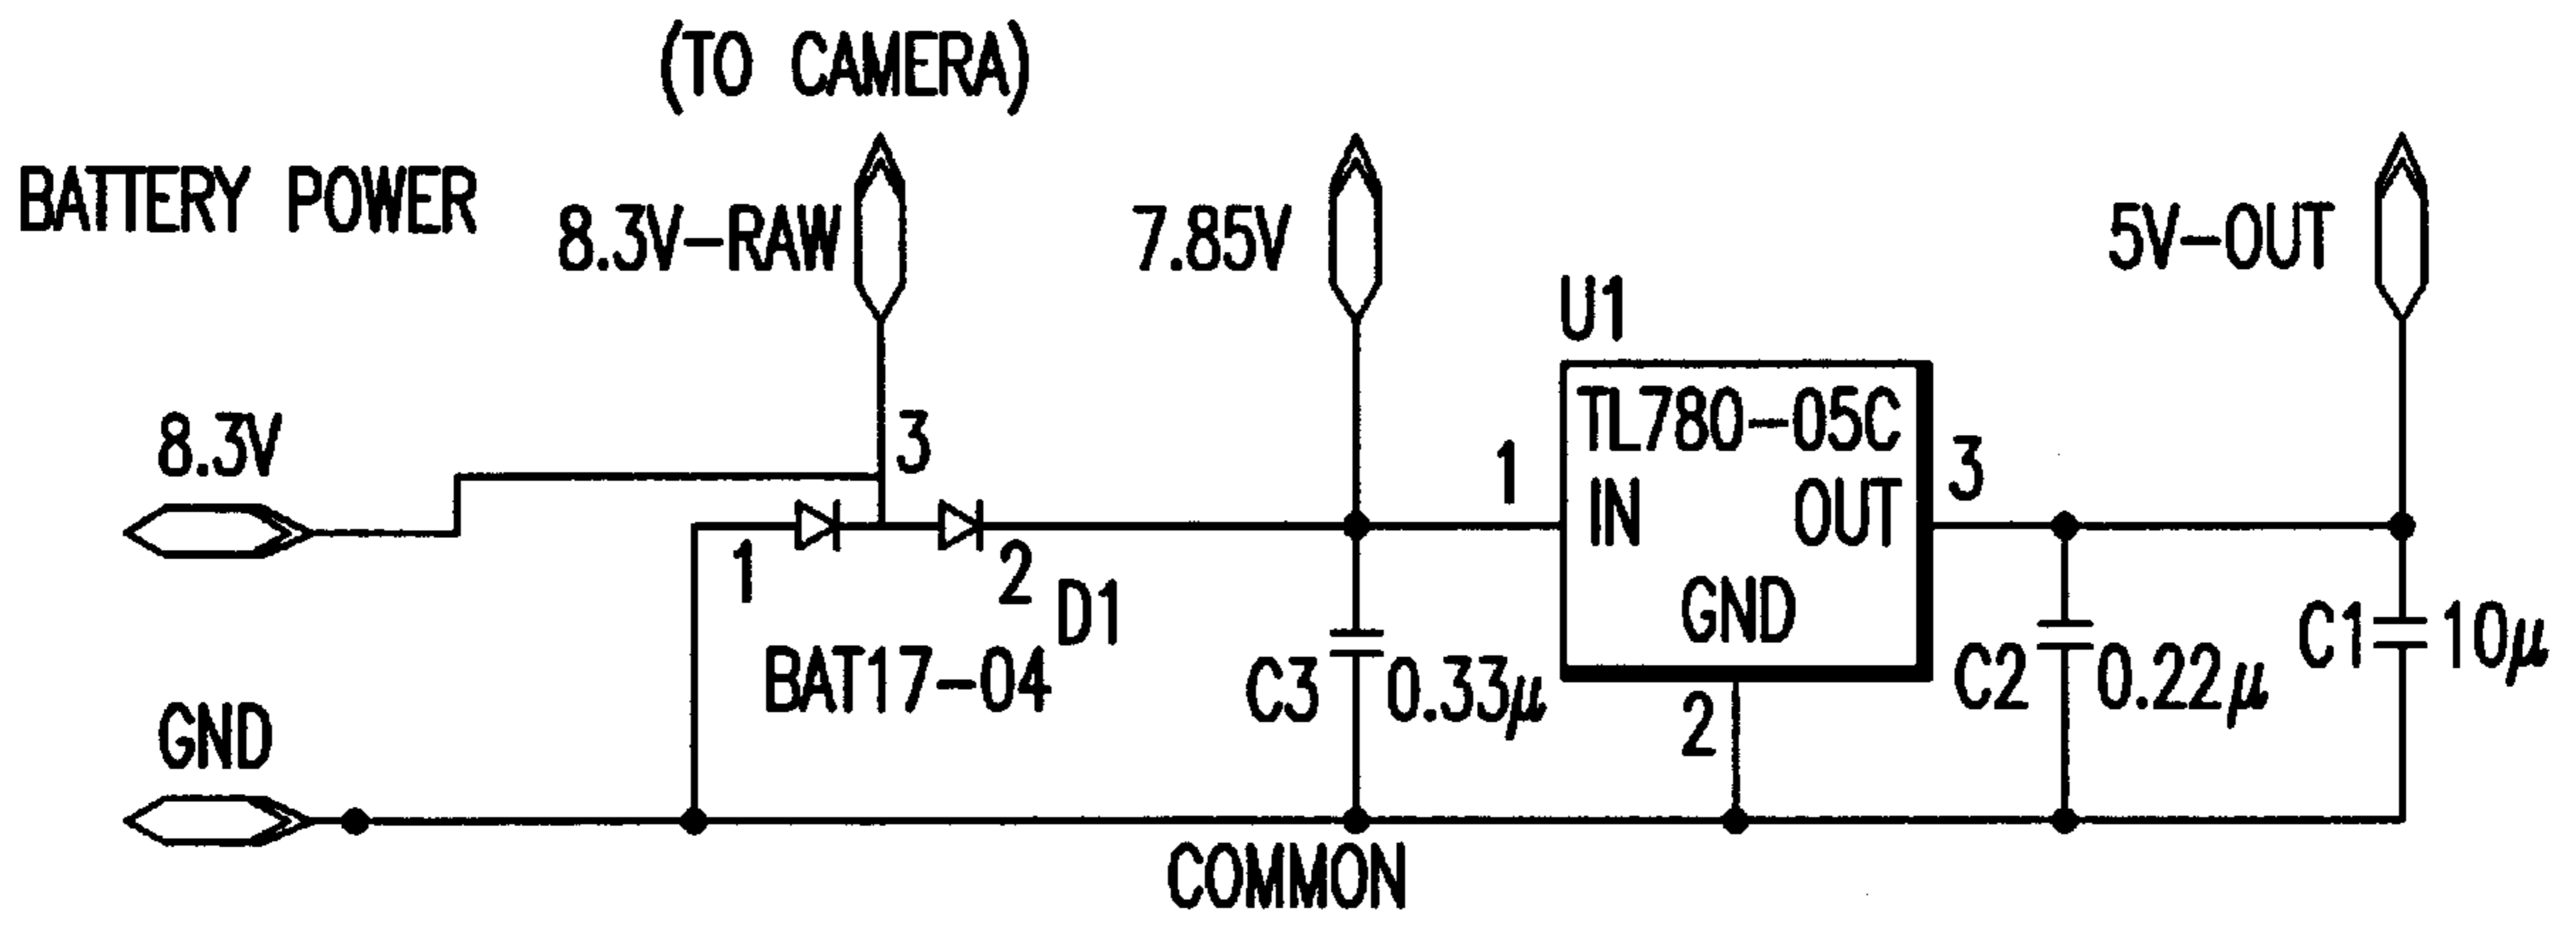 (TO CAMERA)
BATTERY POWER
8.3V-RAW
7.85V
5V-OUT
U1
TL780-05C
8.3V
3
1
IN
OUT
3
1
2
D1
GND
BAT17-04
C3
0.33μ
2
C2
0.22μ
C1
10μ
GND
COMMON